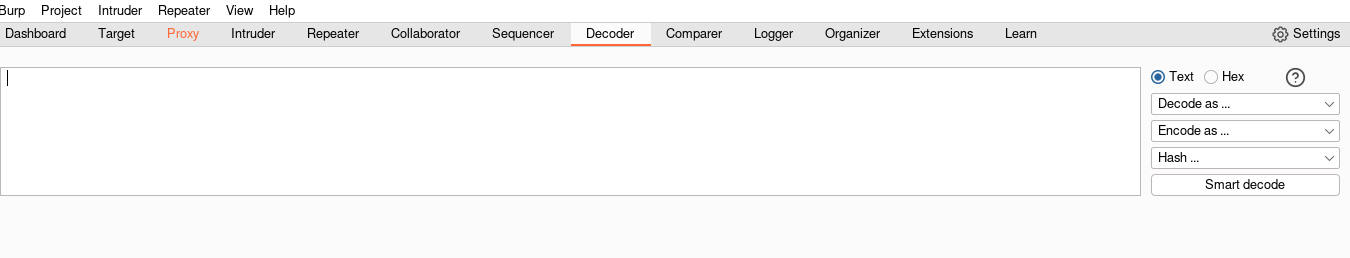 Burp Project Intruder Repeater View Help
Dashboard Target Proxy Intruder Repeater Collaborator Sequencer Decoder Comparer Logger Organizer Extensions Learn Settings
Text Hex ?
Decode as ...
Encode as ...
Hash ...
Smart decode